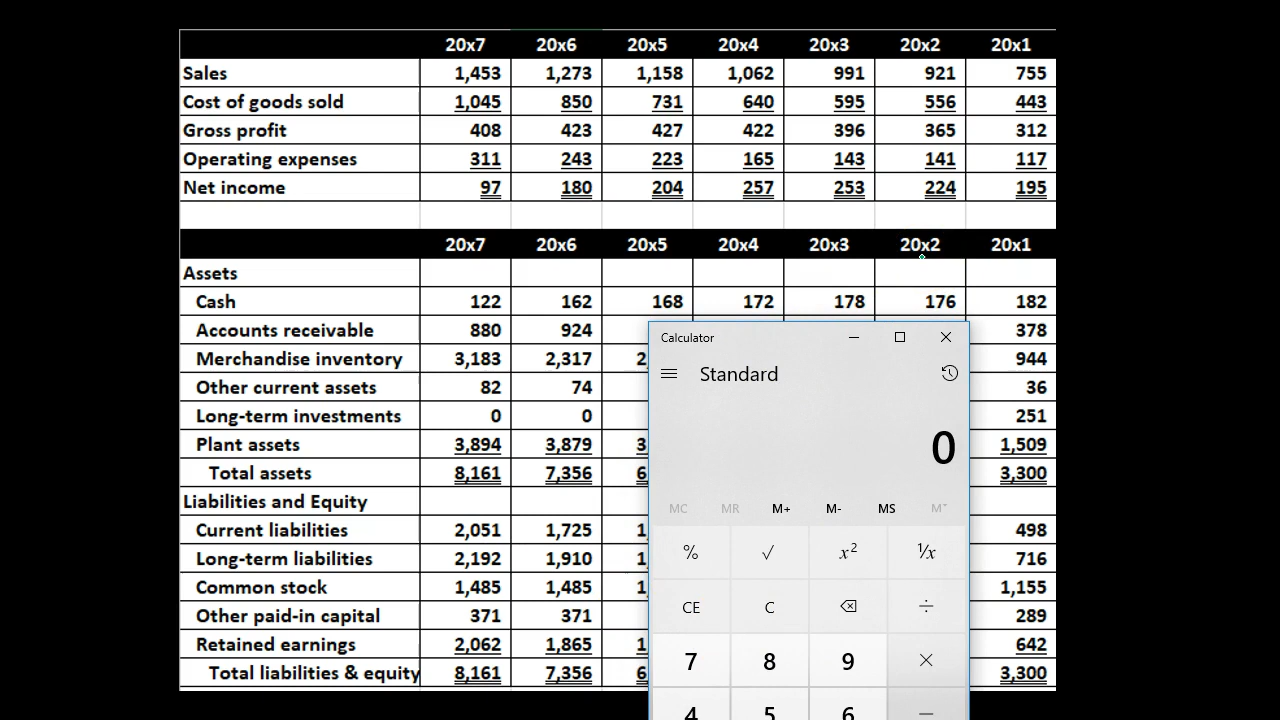 20x7 20x6 20x5 20x4 20x3 20x2 20x1
Sales 1,453 1,273 1,158 1,062 991 921 755
Cost of goods sold 1,045 850 731 640 595 556 443
Gross profit 408 423 427 422 396 365 312
Operating expenses 311 243 223 165 143 141 117
Net income 97 180 204 257 253 224 195
20x7 20x6 20x5 20x4 20x3 20x2 20x1
Assets
Cash 122 162 168 172 178 176 182
Accounts receivable 880 924 378
Merchandise inventory 3,183 2,317 944
Other current assets 82 74 36
Long-term investments 0 0 251
Plant assets 3,894 3,879 1,509
Total assets 8,161 7,356 3,300
Liabilities and Equity
Current liabilities 2,051 1,725 498
Long-term liabilities 2,192 1,910 716
Common stock 1,485 1,485 1,155
Other paid-in capital 371 371 289
Retained earnings 2,062 1,865 642
Total liabilities & equity 8,161 7,356 3,300
Calculator
Standard
0
MC MR M+ M- MS M˅
% √ x² ¹/x
CE C ⌫ ÷
7 8 9 ×
4 5 6 −